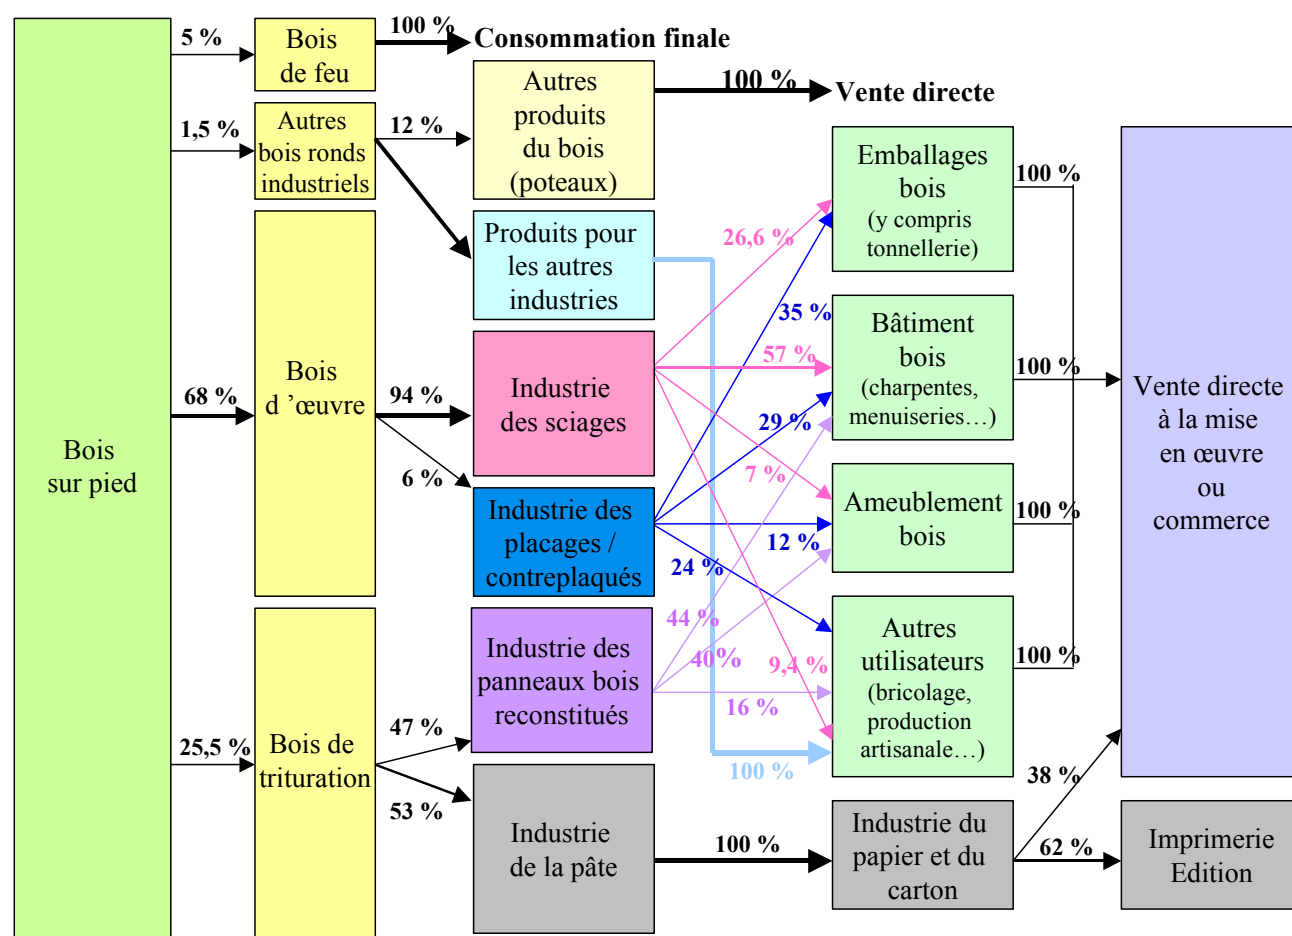 Bois
sur pied
5 %
1,5 %
68 %
25,5 %
Bois
de feu
Autres
bois ronds
industriels
Bois
d ’œuvre
Bois de
trituration
100 %
12 %
94 %
6 %
47 %
53 %
Consommation finale
Autres
produits
du bois
(poteaux)
Produits pour
les autres
industries
Industrie
des sciages
Industrie des
placages /
contreplaqués
Industrie des
panneaux bois
reconstitués
Industrie
de la pâte
100 %
26,6 %
35 %
57 %
29 %
7 %
12 %
24 %
44 %
40%
9,4 %
16 %
100 %
100 %
Vente directe
Emballages
bois
(y compris
tonnellerie)
Bâtiment
bois
(charpentes,
menuiseries…)
Ameublement
bois
Autres
utilisateurs
(bricolage,
production
artisanale…)
Industrie du
papier et du
carton
100 %
100 %
100 %
100 %
38 %
62 %
Vente directe
à la mise
en œuvre
ou
commerce
Imprimerie
Edition